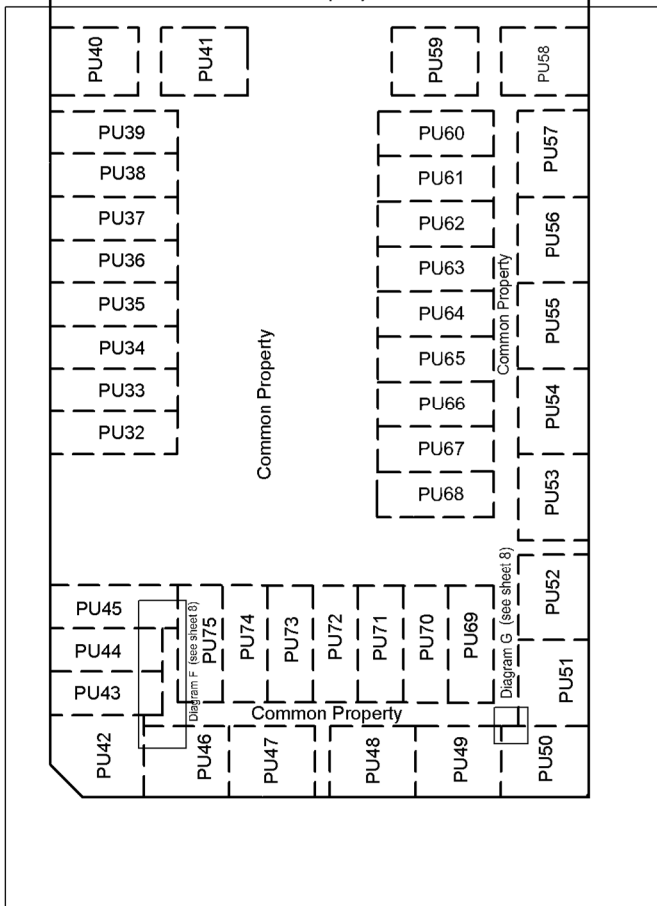 PU40
PU41
PU59
PU58
PU39
PU38
PU37
PU36
PU35
PU34
PU33
PU32
Common Property
PU60
PU61
PU62
PU63
PU64
PU65
PU66
PU67
PU68
Common Property
PU57
PU56
PU55
PU54
PU53
PU52
PU51
PU45
PU44
PU43
PU42
Diagram F (see sheet 8)
PU75
PU74
PU73
PU72
PU71
PU70
PU69
Diagram G (see sheet 8)
Common Property
PU46
PU47
PU48
PU49
PU50